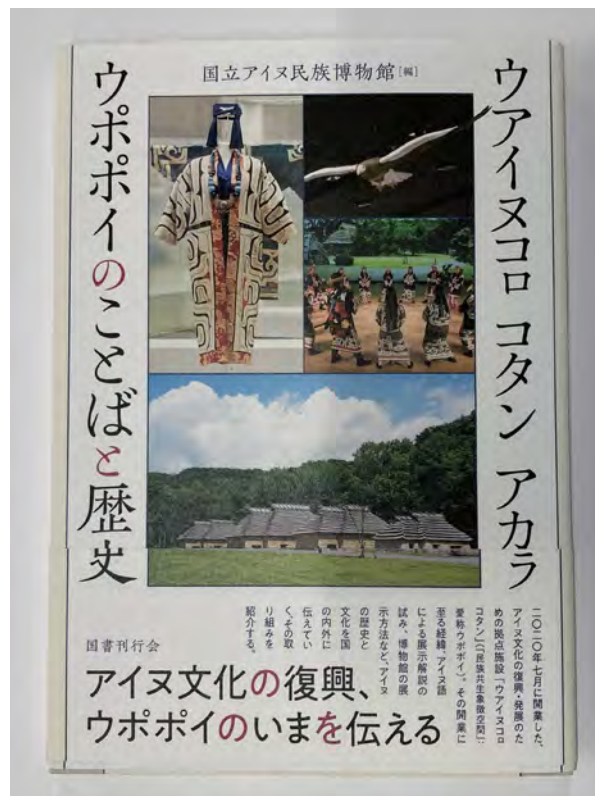 国立アイヌ民族博物館[編]
ウアイヌコㇿ コタン アカㇻ
ウポポイのことばと歴史
二〇二〇年七月に開業した、
アイヌ文化の復興・発展のた
めの拠点施設「ウアイヌコㇿ
コタン」(「民族共生象徴空間」:
愛称ウポポイ)。その開業に
至る経緯、アイヌ語
による展示解説の
試み、博物館の展
示方法など、アイヌ
の歴史と
文化を国
の内外に
伝えてい
く、その取
り組みを
紹介する。
国書刊行会
アイヌ文化の復興、
ウポポイのいまを伝える